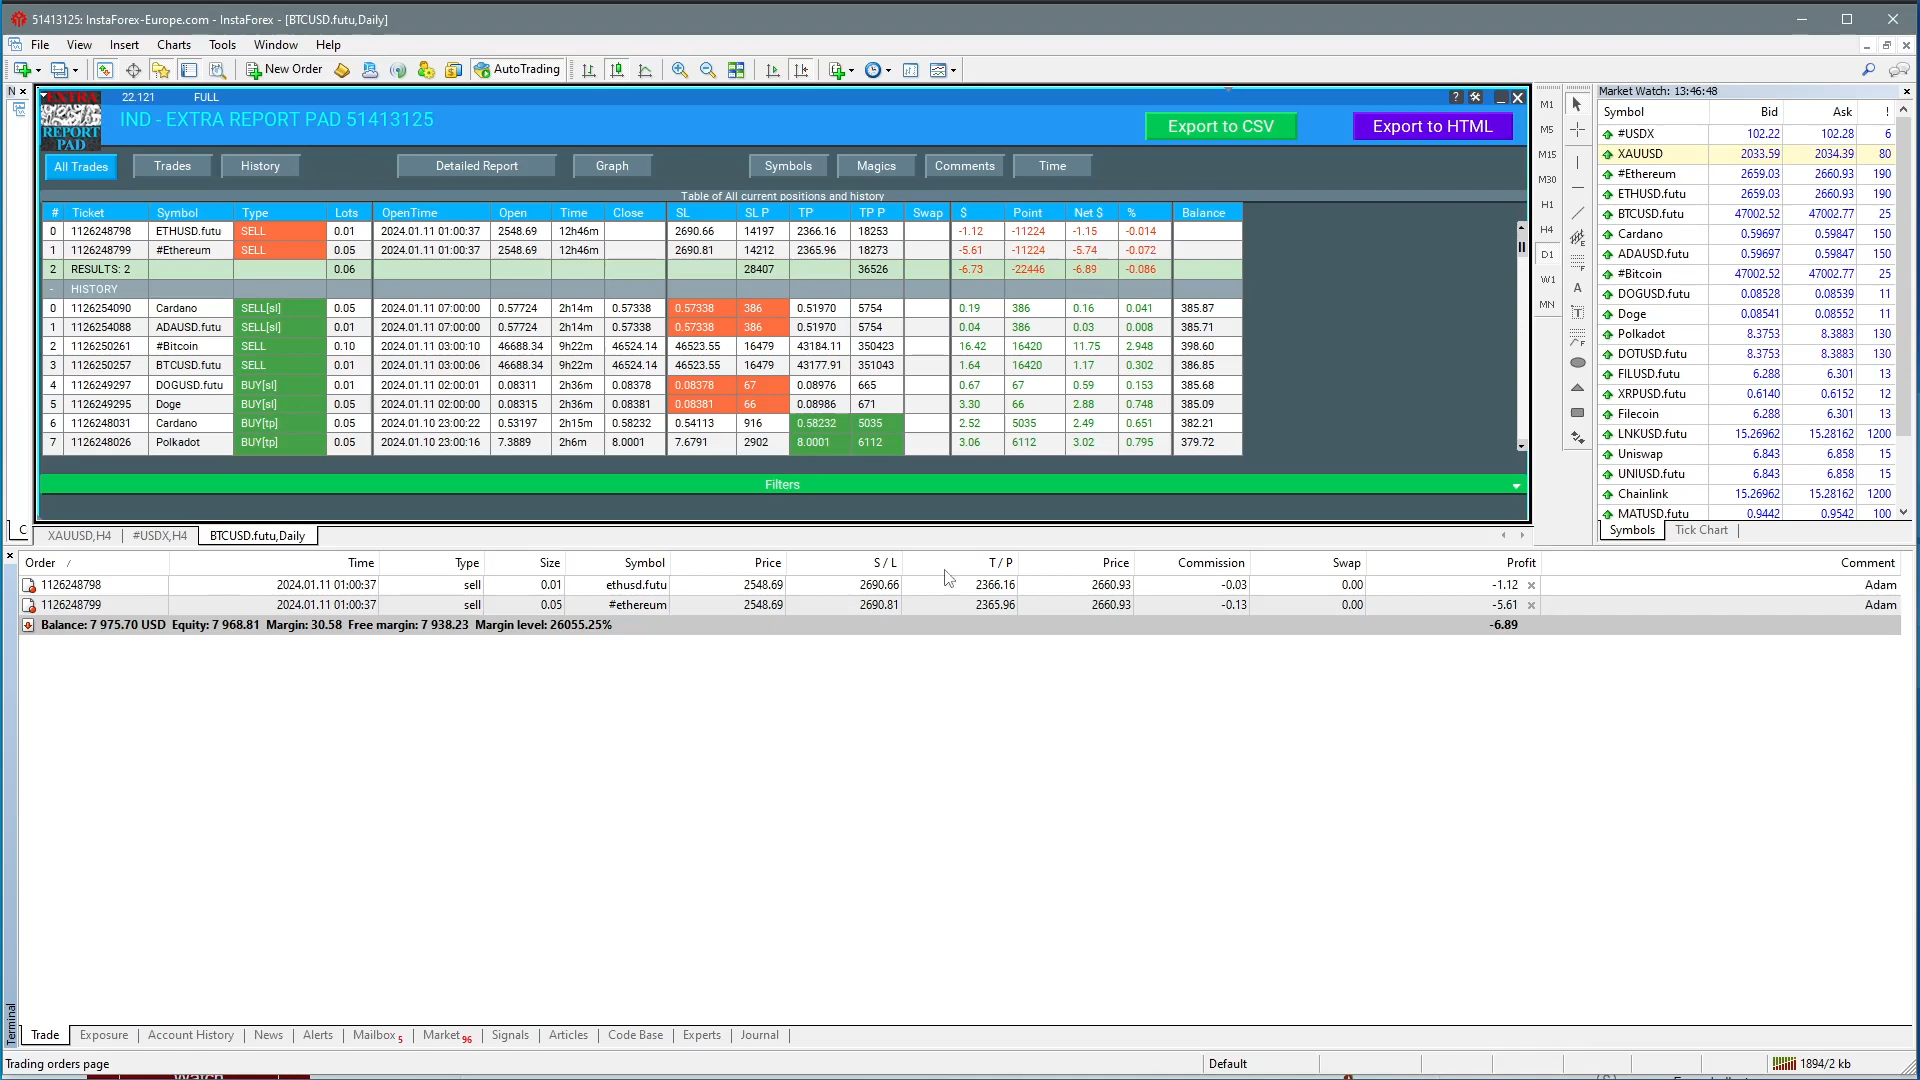 51413125: InstaForex-Europe.com - InstaForex - [BTCUSD.futu,Daily]
File View Insert Charts Tools Window Help
New Order AutoTrading
N
EXTRA REPORT PAD
22.121 FULL
IND - EXTRA REPORT PAD 51413125
Export to CSV Export to HTML
All Trades Trades History Detailed Report Graph Symbols Magics Comments Time
Table of All current positions and history
# Ticket Symbol Type Lots OpenTime Open Time Close SL SL P TP TP P Swap $ Point Net $ % Balance
0 1126248798 ETHUSD.futu SELL 0.01 2024.01.11 01:00:37 2548.69 12h46m 2690.66 14197 2366.16 18253 -1.12 -11224 -1.15 -0.014
1 1126248799 #Ethereum SELL 0.05 2024.01.11 01:00:37 2548.69 12h46m 2690.81 14212 2365.96 18273 -5.61 -11224 -5.74 -0.072
2 RESULTS: 2 0.06 28407 36526 -6.73 -22446 -6.89 -0.086
- HISTORY
0 1126254090 Cardano SELL[sl] 0.05 2024.01.11 07:00:00 0.57724 2h14m 0.57338 0.57338 386 0.51970 5754 0.19 386 0.16 0.041 385.87
1 1126254088 ADAUSD.futu SELL[sl] 0.01 2024.01.11 07:00:00 0.57724 2h14m 0.57338 0.57338 386 0.51970 5754 0.04 386 0.03 0.008 385.71
2 1126250261 #Bitcoin SELL 0.10 2024.01.11 03:00:10 46688.34 9h22m 46524.14 46523.55 16479 43184.11 350423 16.42 16420 11.75 2.948 398.60
3 1126250257 BTCUSD.futu SELL 0.01 2024.01.11 03:00:06 46688.34 9h22m 46524.14 46523.55 16479 43177.91 351043 1.64 16420 1.17 0.302 386.85
4 1126249297 DOGUSD.futu BUY[sl] 0.01 2024.01.11 02:00:01 0.08311 2h36m 0.08378 0.08378 67 0.08976 665 0.67 67 0.59 0.153 385.68
5 1126249295 Doge BUY[sl] 0.05 2024.01.11 02:00:00 0.08315 2h36m 0.08381 0.08381 66 0.08986 671 3.30 66 2.88 0.748 385.09
6 1126248031 Cardano BUY[tp] 0.05 2024.01.10 23:00:22 0.53197 2h15m 0.58232 0.54113 916 0.58232 5035 2.52 5035 2.49 0.651 382.21
7 1126248026 Polkadot BUY[tp] 0.05 2024.01.10 23:00:16 7.3889 2h6m 8.0001 7.6791 2902 8.0001 6112 3.06 6112 3.02 0.795 379.72
Filters
C XAUUSD,H4 #USDX,H4 BTCUSD.futu,Daily
M1
M5
M15
M30
H1
H4
D1
W1
MN
A
T
Market Watch: 13:46:48
Symbol Bid Ask !
#USDX 102.22 102.28 6
XAUUSD 2033.59 2034.39 80
#Ethereum 2659.03 2660.93 190
ETHUSD.futu 2659.03 2660.93 190
BTCUSD.futu 47002.52 47002.77 25
Cardano 0.59697 0.59847 150
ADAUSD.futu 0.59697 0.59847 150
#Bitcoin 47002.52 47002.77 25
DOGUSD.futu 0.08528 0.08539 11
Doge 0.08541 0.08552 11
Polkadot 8.3753 8.3883 130
DOTUSD.futu 8.3753 8.3883 130
FILUSD.futu 6.288 6.301 13
XRPUSD.futu 0.6140 0.6152 12
Filecoin 6.288 6.301 13
LNKUSD.futu 15.26962 15.28162 1200
Uniswap 6.843 6.858 15
UNIUSD.futu 6.843 6.858 15
Chainlink 15.26962 15.28162 1200
MATUSD.futu 0.9442 0.9542 100
Symbols Tick Chart
Order / Time Type Size Symbol Price S / L T / P Price Commission Swap Profit Comment
1126248798 2024.01.11 01:00:37 sell 0.01 ethusd.futu 2548.69 2690.66 2366.16 2660.93 -0.03 0.00 -1.12 Adam
1126248799 2024.01.11 01:00:37 sell 0.05 #ethereum 2548.69 2690.81 2365.96 2660.93 -0.13 0.00 -5.61 Adam
Balance: 7 975.70 USD Equity: 7 968.81 Margin: 30.58 Free margin: 7 938.23 Margin level: 26055.25% -6.89
Terminal
Trade Exposure Account History News Alerts Mailbox 5 Market 96 Signals Articles Code Base Experts Journal
Trading orders page Default 1894/2 kb